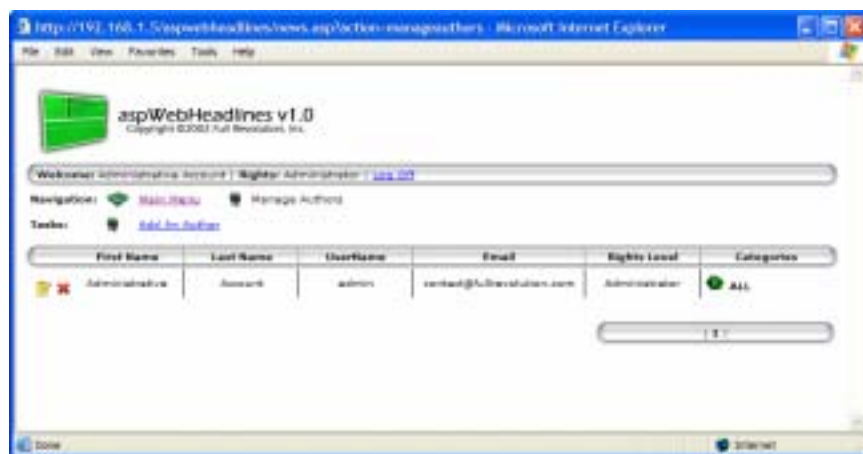 http://192.168.1.5/aspwebheadlines/news.asp?action=manageauthors - Microsoft Internet Explorer
File Edit View Favorites Tools Help
aspWebHeadlines v1.0
Copyright ©2003 Full Revolution, Inc.
Welcome: Administrative Account | Rights: Administrator | Log Off
Navigation: Main Menu Manage Authors
Tasks: Add An Author
First Name Last Name UserName Email Rights Level Categories
Administrative Account admin contact@fullrevolution.com Administrator ALL
| 1 |
Done Internet